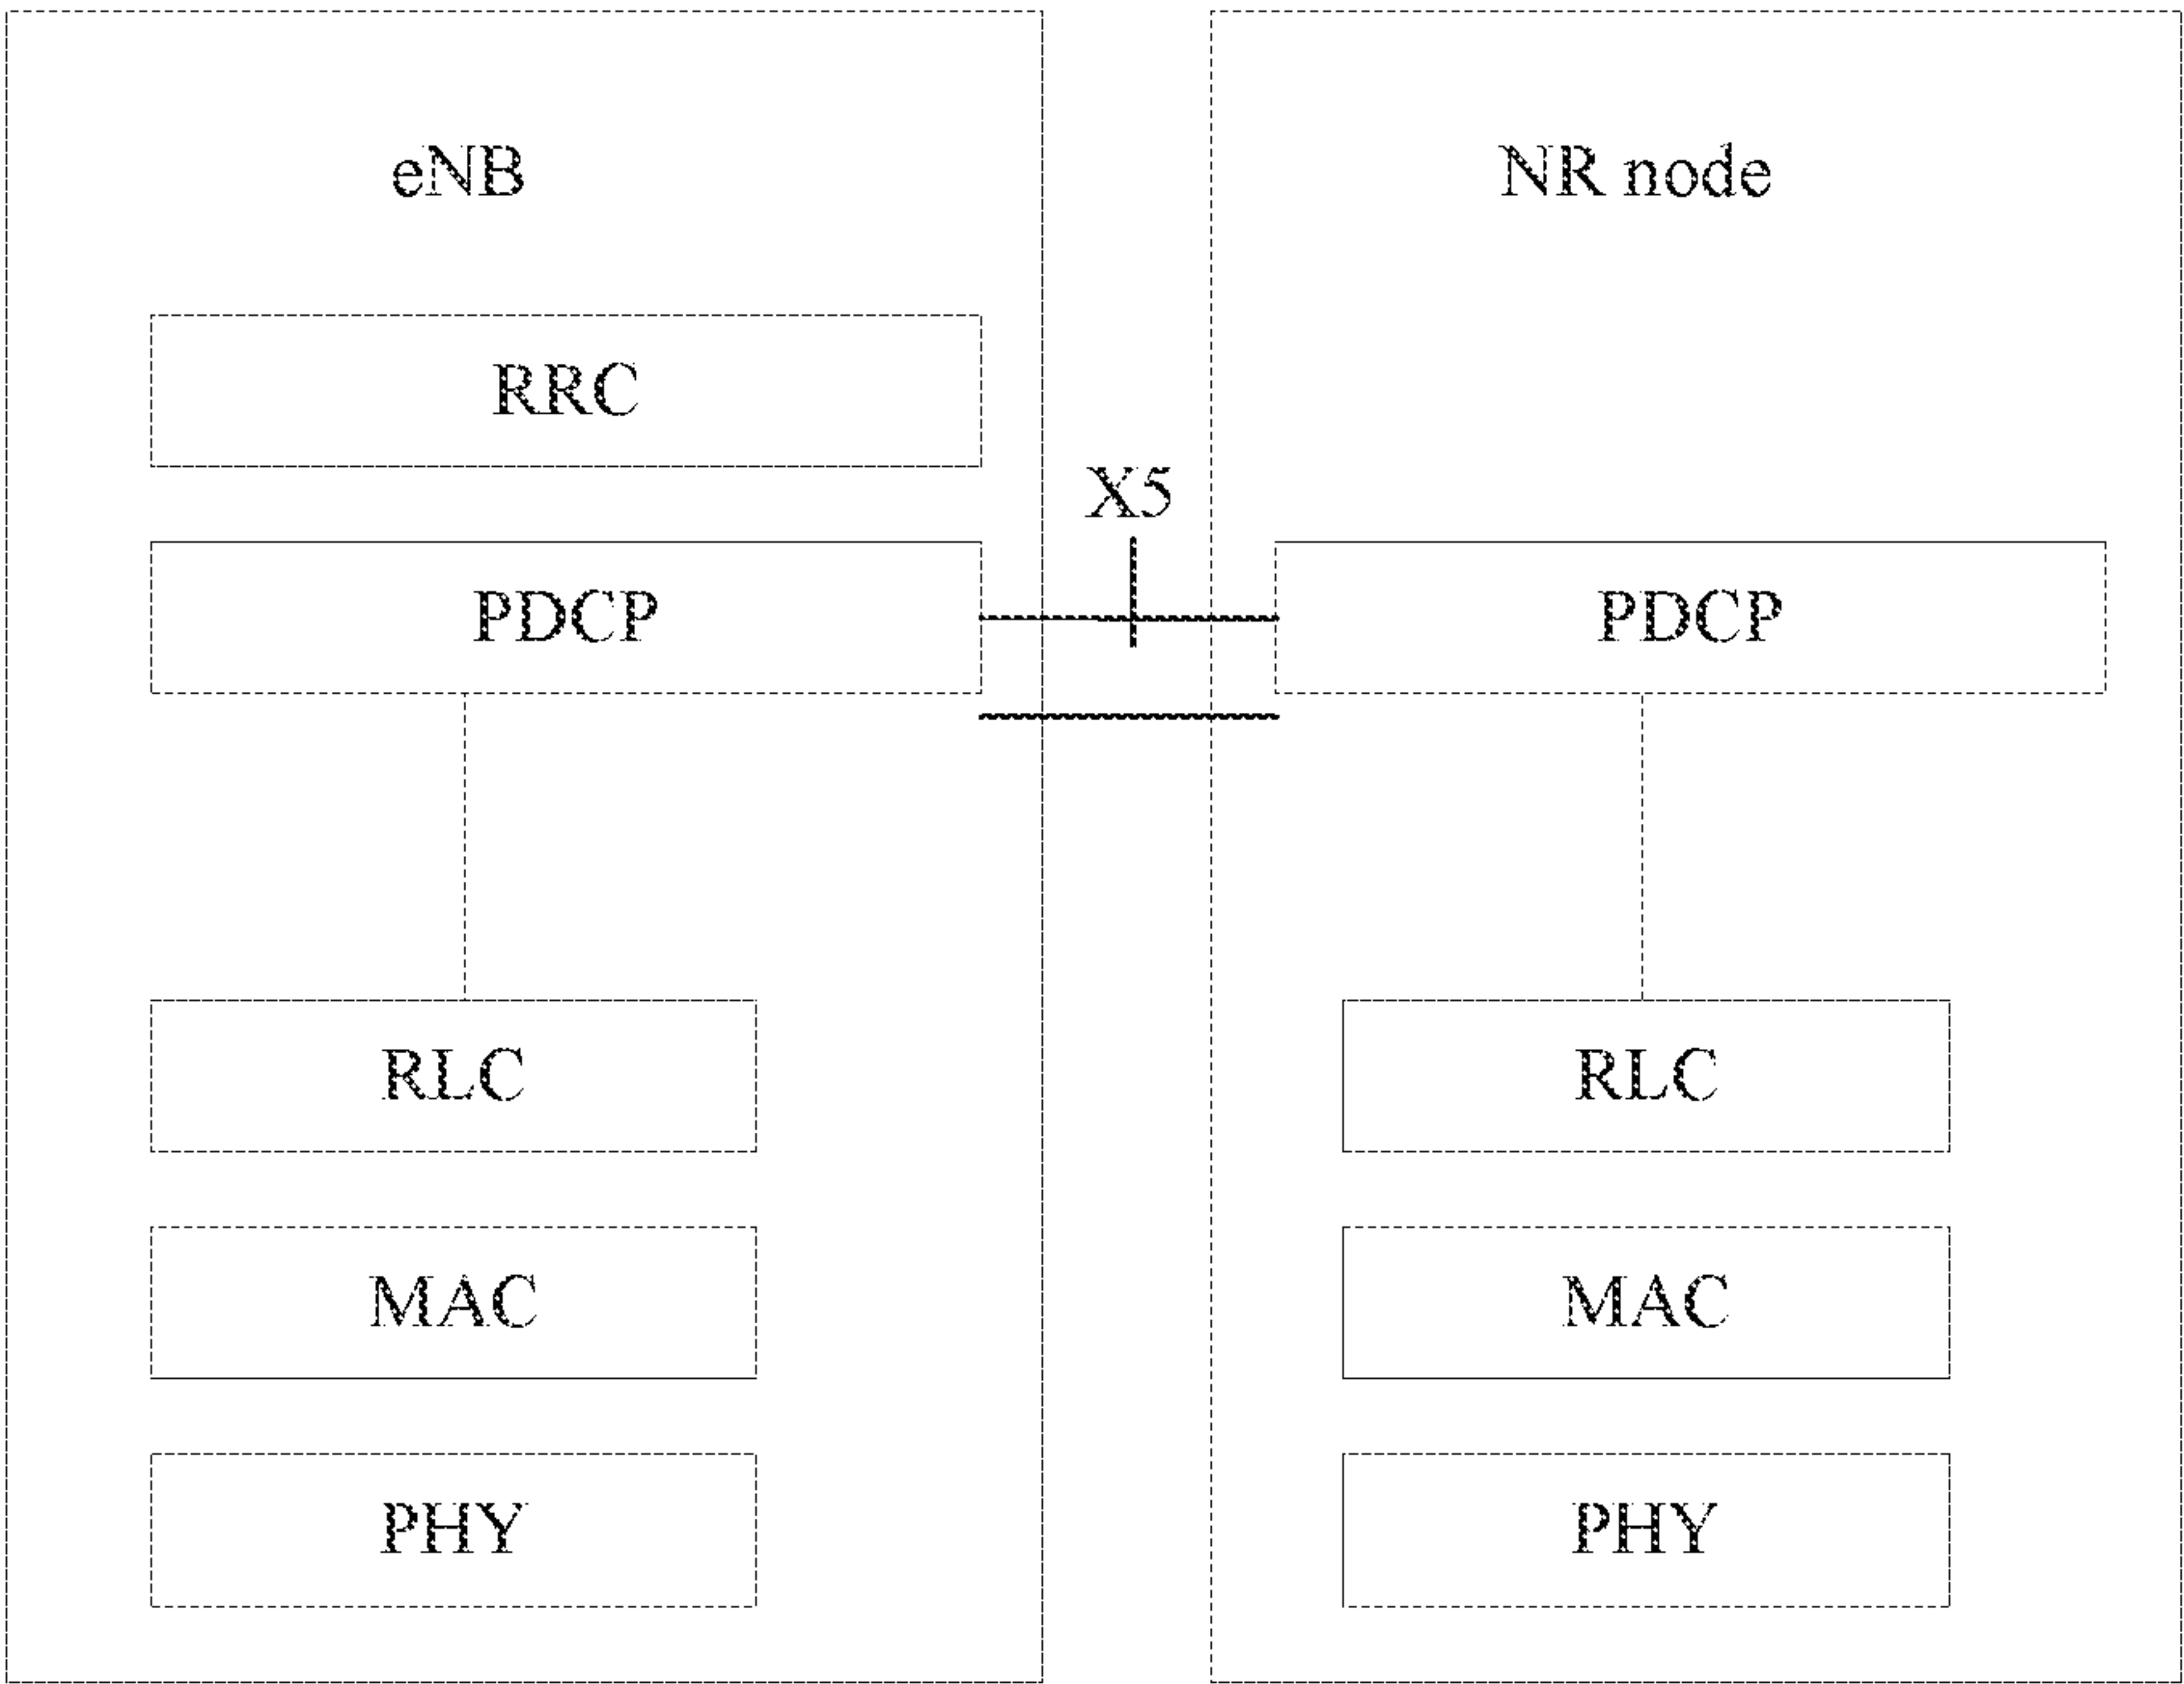 eNB
NR node
RRC
X5
PDCP
PDCP
RLC
RLC
MAC
MAC
PHY
PHY